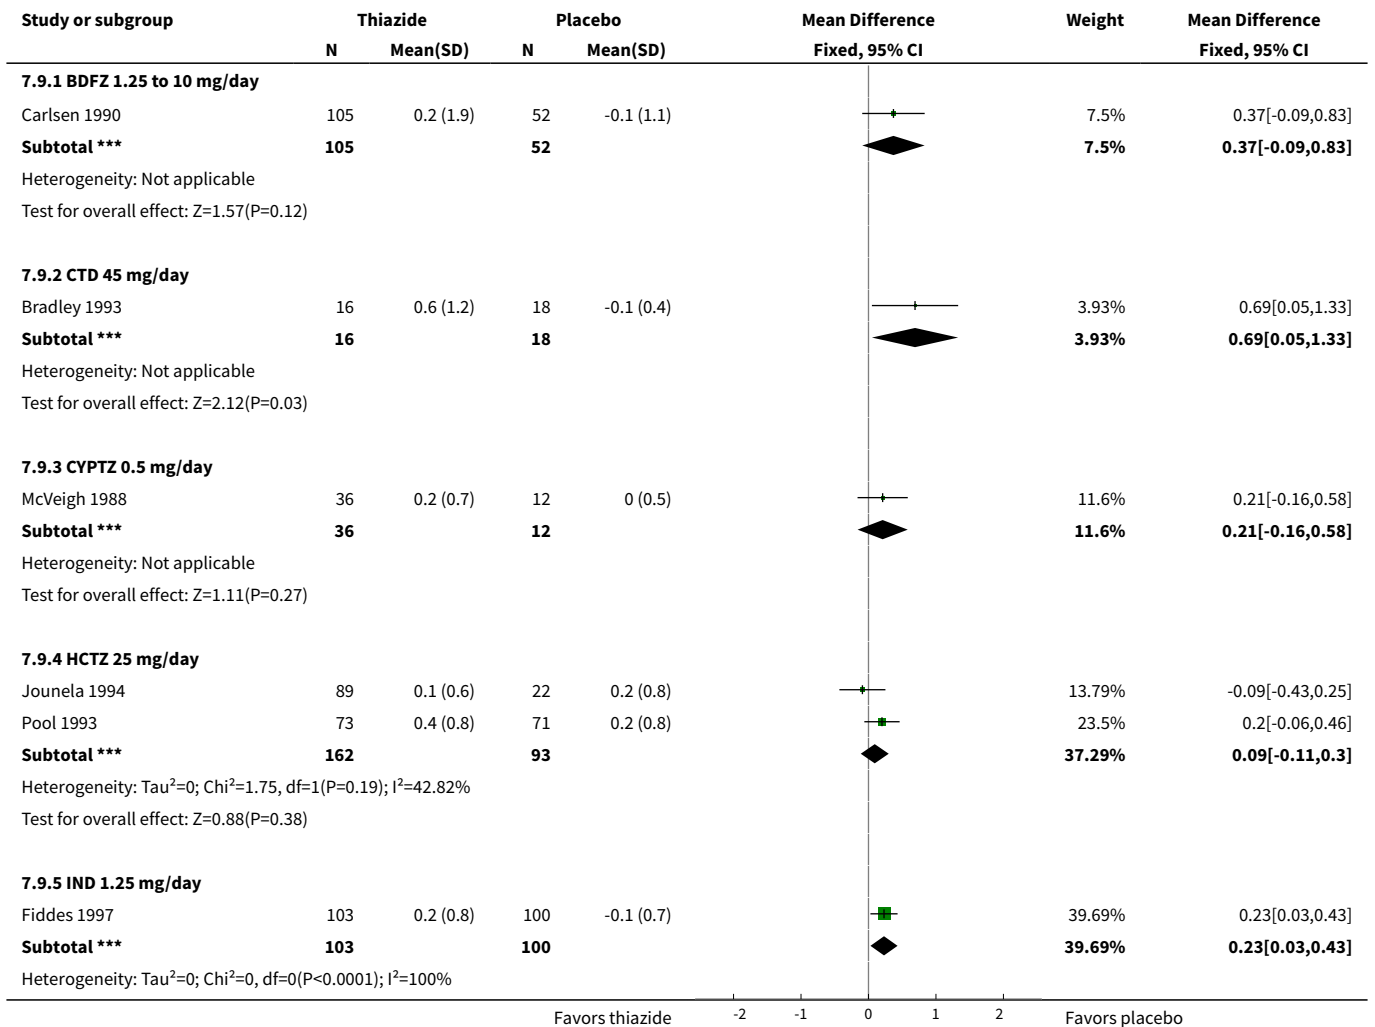 Study or subgroup Thiazide Placebo Mean Difference Weight Mean Difference
N Mean(SD) N Mean(SD) Fixed, 95% CI Fixed, 95% CI
7.9.1 BDFZ 1.25 to 10 mg/day
Carlsen 1990 105 0.2 (1.9) 52 -0.1 (1.1) 7.5% 0.37[-0.09,0.83]
Subtotal *** 105 52 7.5% 0.37[-0.09,0.83]
Heterogeneity: Not applicable
Test for overall effect: Z=1.57(P=0.12)
7.9.2 CTD 45 mg/day
Bradley 1993 16 0.6 (1.2) 18 -0.1 (0.4) 3.93% 0.69[0.05,1.33]
Subtotal *** 16 18 3.93% 0.69[0.05,1.33]
Heterogeneity: Not applicable
Test for overall effect: Z=2.12(P=0.03)
7.9.3 CYPTZ 0.5 mg/day
McVeigh 1988 36 0.2 (0.7) 12 0 (0.5) 11.6% 0.21[-0.16,0.58]
Subtotal *** 36 12 11.6% 0.21[-0.16,0.58]
Heterogeneity: Not applicable
Test for overall effect: Z=1.11(P=0.27)
7.9.4 HCTZ 25 mg/day
Jounela 1994 89 0.1 (0.6) 22 0.2 (0.8) 13.79% -0.09[-0.43,0.25]
Pool 1993 73 0.4 (0.8) 71 0.2 (0.8) 23.5% 0.2[-0.06,0.46]
Subtotal *** 162 93 37.29% 0.09[-0.11,0.3]
Heterogeneity: Tau²=0; Chi²=1.75, df=1(P=0.19); I²=42.82%
Test for overall effect: Z=0.88(P=0.38)
7.9.5 IND 1.25 mg/day
Fiddes 1997 103 0.2 (0.8) 100 -0.1 (0.7) 39.69% 0.23[0.03,0.43]
Subtotal *** 103 100 39.69% 0.23[0.03,0.43]
Heterogeneity: Tau²=0; Chi²=0, df=0(P<0.0001); I²=100%
Favors thiazide -2 -1 0 1 2 Favors placebo